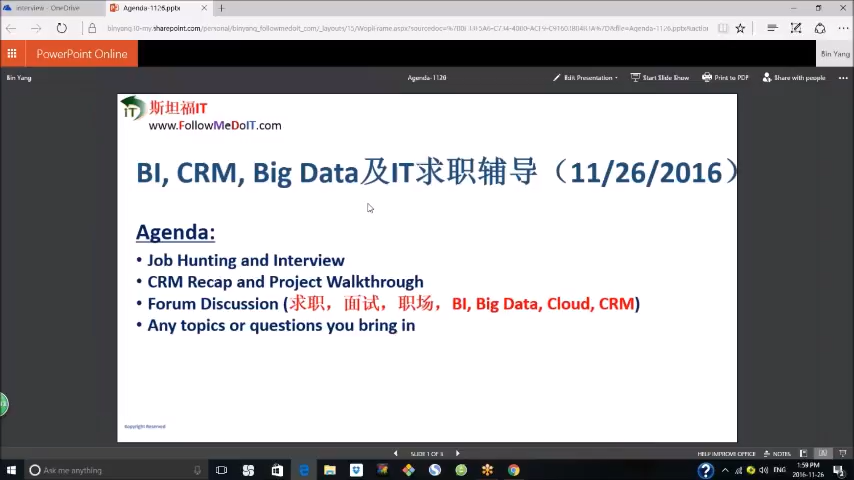 interview - OneDrive
Agenda-1126.pptx
PowerPoint Online
Bin Yang
Bin Yang
Agenda-1126
Edit Presentation
Start Slide Show
Print to PDF
Share with people
IT 斯坦福IT
www.FollowMeDoIT.com
BI, CRM, Big Data及IT求职辅导（11/26/2016）
Agenda:
• Job Hunting and Interview
• CRM Recap and Project Walkthrough
• Forum Discussion (求职，面试，职场，BI, Big Data, Cloud, CRM)
• Any topics or questions you bring in
Copyright Reserved
HELP IMPROVE OFFICE
NOTES
Ask me anything
ENG
1:59 PM
2016-11-26